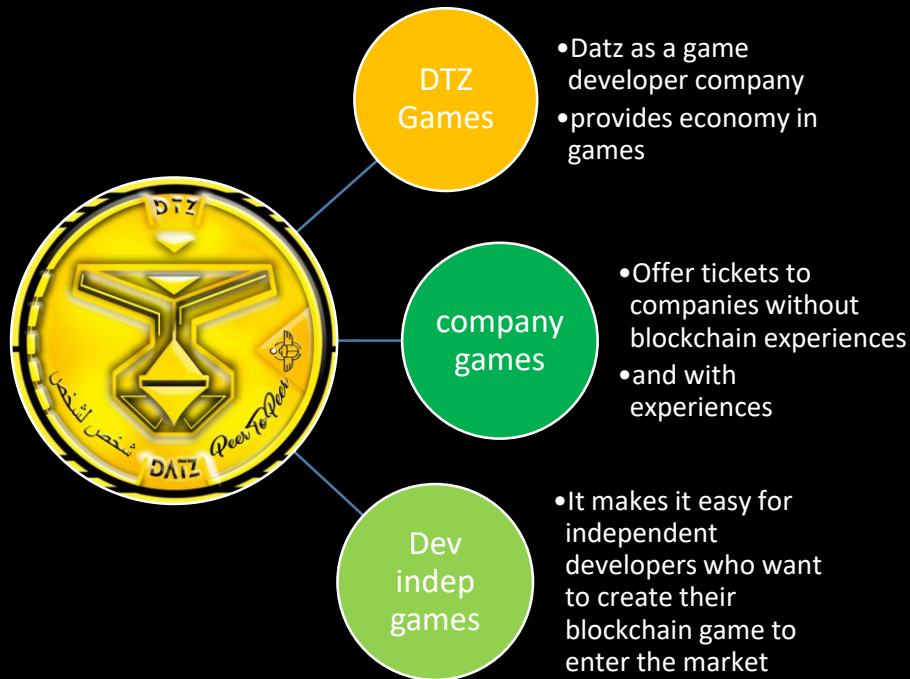 DTZ
شخص لشخص
Peer To Peer
DATZ
DTZ
Games
•Datz as a game
developer company
•provides economy in
games
company
games
•Offer tickets to
companies without
blockchain experiences
•and with
experiences
Dev
indep
games
•It makes it easy for
independent
developers who want
to create their
blockchain game to
enter the market